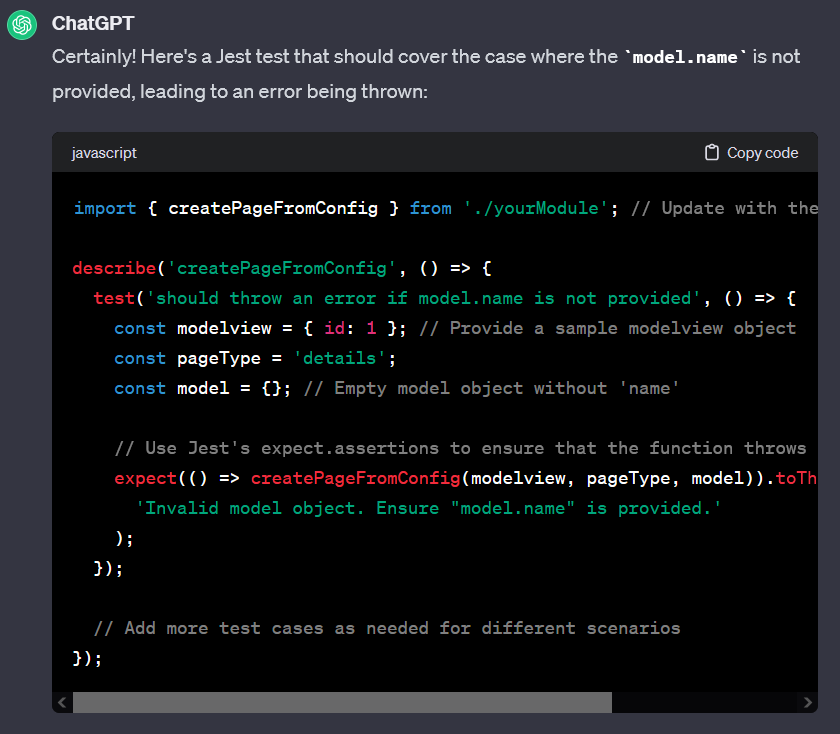 ChatGPT
Certainly! Here's a Jest test that should cover the case where the `model.name` is not
provided, leading to an error being thrown:
javascript
Copy code
import { createPageFromConfig } from './yourModule'; // Update with the
describe('createPageFromConfig', () => {
  test('should throw an error if model.name is not provided', () => {
    const modelview = { id: 1 }; // Provide a sample modelview object
    const pageType = 'details';
    const model = {}; // Empty model object without 'name'
    // Use Jest's expect.assertions to ensure that the function throws
    expect(() => createPageFromConfig(modelview, pageType, model)).toTh
      'Invalid model object. Ensure "model.name" is provided.'
    );
  });
  // Add more test cases as needed for different scenarios
});